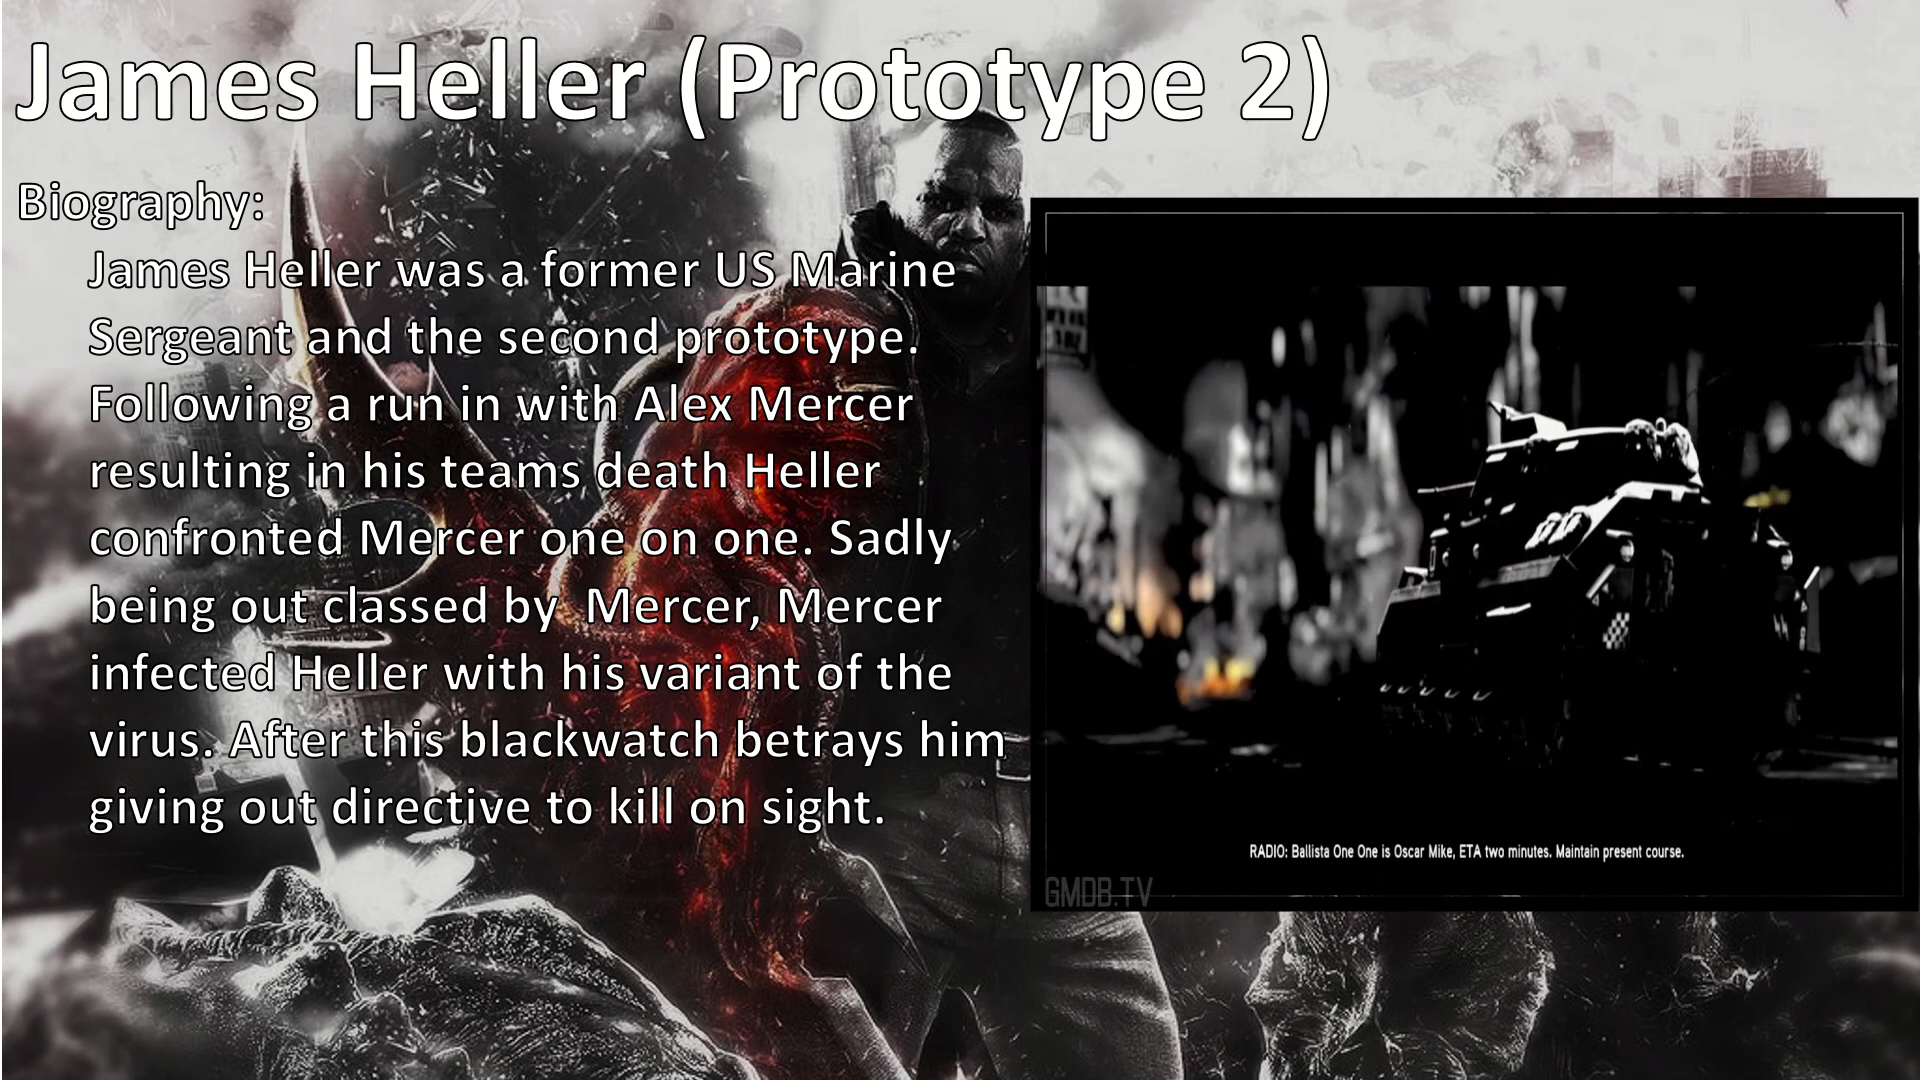 James Heller (Prototype 2)
Biography:
James Heller was a former US Marine
Sergeant and the second prototype.
Following a run in with Alex Mercer
resulting in his teams death Heller
confronted Mercer one on one. Sadly
being out classed by  Mercer, Mercer
infected Heller with his variant of the
virus. After this blackwatch betrays him
giving out directive to kill on sight.
RADIO: Ballista One One is Oscar Mike, ETA two minutes. Maintain present course.
GMDB.TV